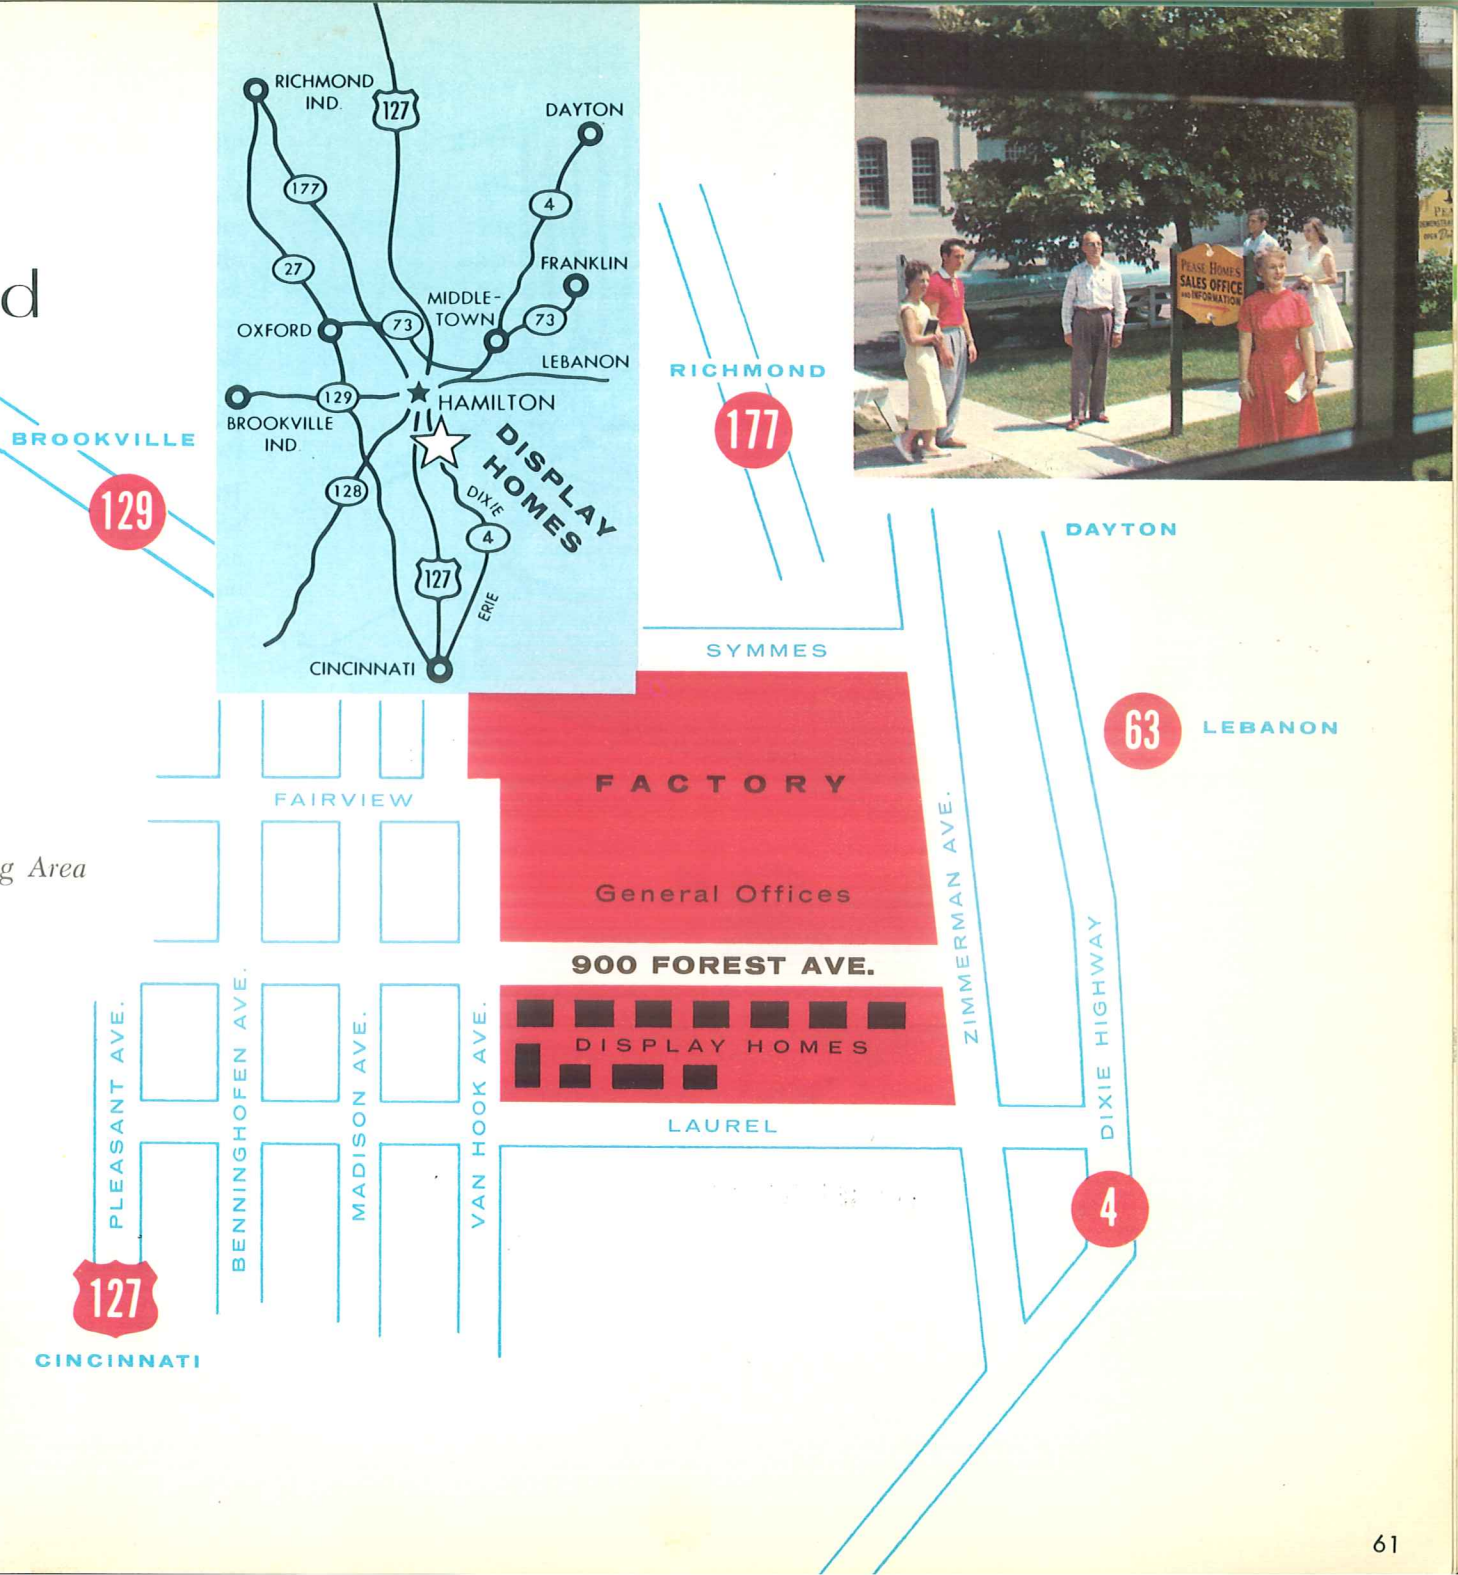 RICHMOND
IND.
127
DAYTON
177
4
27
FRANKLIN
MIDDLE-
TOWN
73
73
OXFORD
LEBANON
129
HAMILTON
BROOKVILLE
IND.
DISPLAY
HOMES
128
DIXIE
4
127
ERIE
CINCINNATI
PEASE HOMES
SALES OFFICE
AND INFORMATION
d
BROOKVILLE
129
RICHMOND
177
DAYTON
SYMMES
63
LEBANON
FACTORY
FAIRVIEW
g Area
General Offices
ZIMMERMAN AVE.
900 FOREST AVE.
DISPLAY HOMES
DIXIE HIGHWAY
PLEASANT AVE.
BENNINGHOFEN AVE.
MADISON AVE.
VAN HOOK AVE.
LAUREL
4
127
CINCINNATI
61